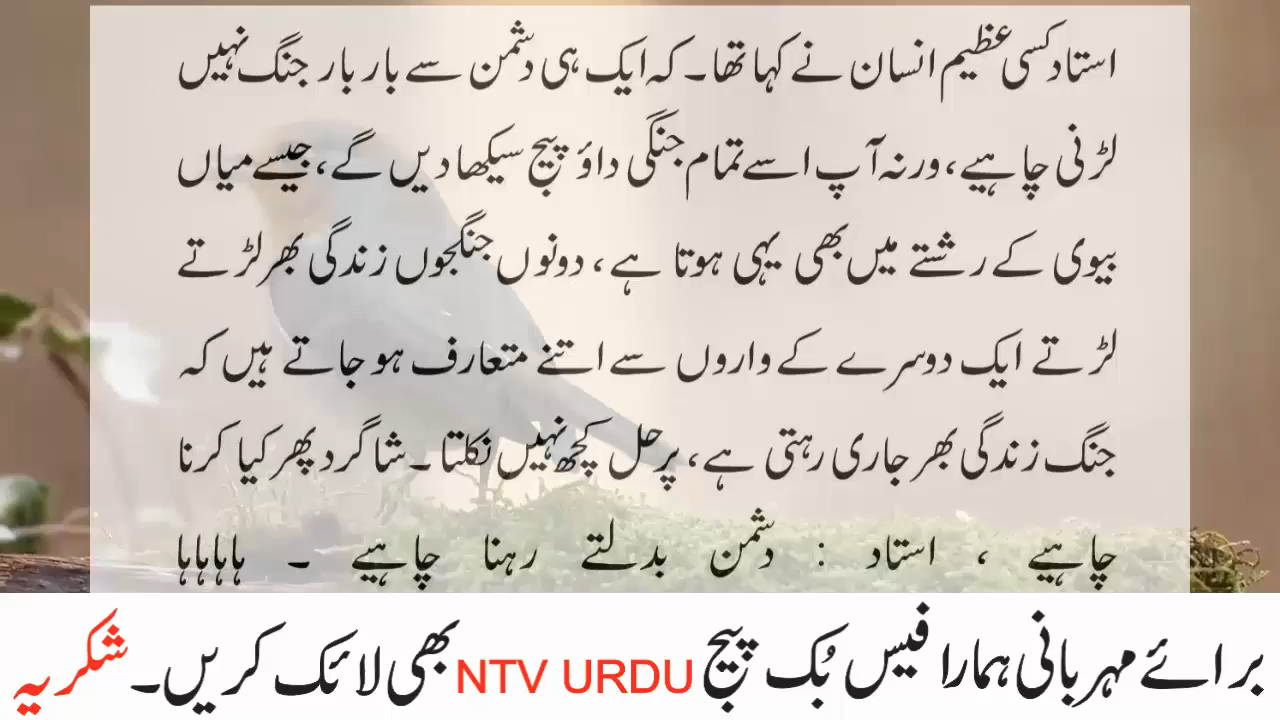 استاد کسی عظیم انسان نے کہا تھا۔ کہ ایک ہی دشمن سے بار بار جنگ نہیں
لڑنی چاہیے، ورنہ آپ اسے تمام جنگی داؤ پیچ سیکھا دیں گے، جیسے میاں
بیوی کے رشتے میں بھی یہی ہوتا ہے، دونوں جنگجوں زندگی بھر لڑتے
لڑتے ایک دوسرے کے واروں سے اتنے متعارف ہو جاتے ہیں کہ
جنگ زندگی بھر جاری رہتی ہے، پر حل کچھ نہیں نکلتا۔ شاگرد پھر کیا کرنا
چاہیے ، استاد : دشمن بدلتے رہنا چاہیے ۔ ہاہاہاہا
برائے مہربانی ہمارا فیس بُک پیج NTV URDU بھی لائک کریں۔ شکریہ